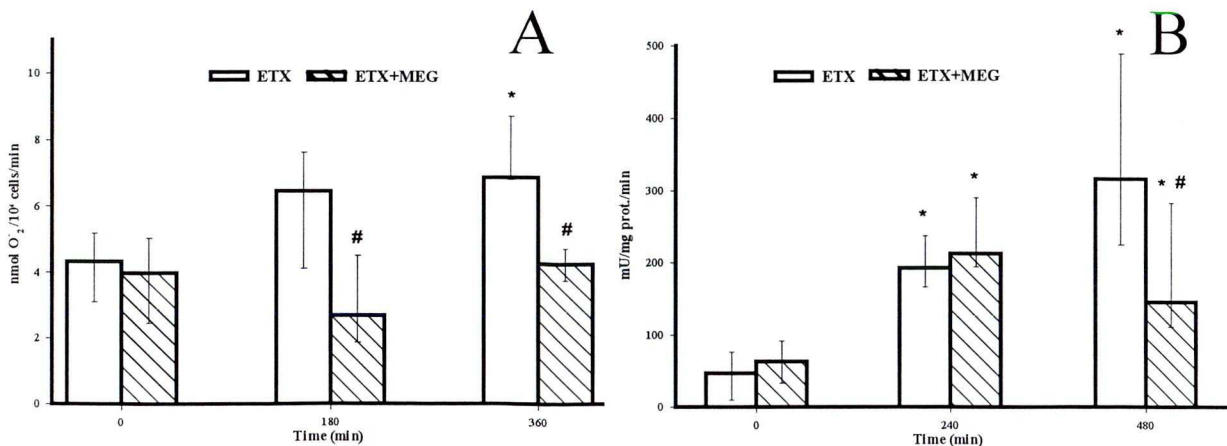 A
ETX ETX+MEG
nmol O⁻₂/10⁶ cells/min
10
8
6
4
2
0
*
#
#
0 180 360
Time (min)
B
ETX ETX+MEG
mU/mg prot./min
500
400
300
200
100
0
*
*
*
* #
0 240 480
Time (min)